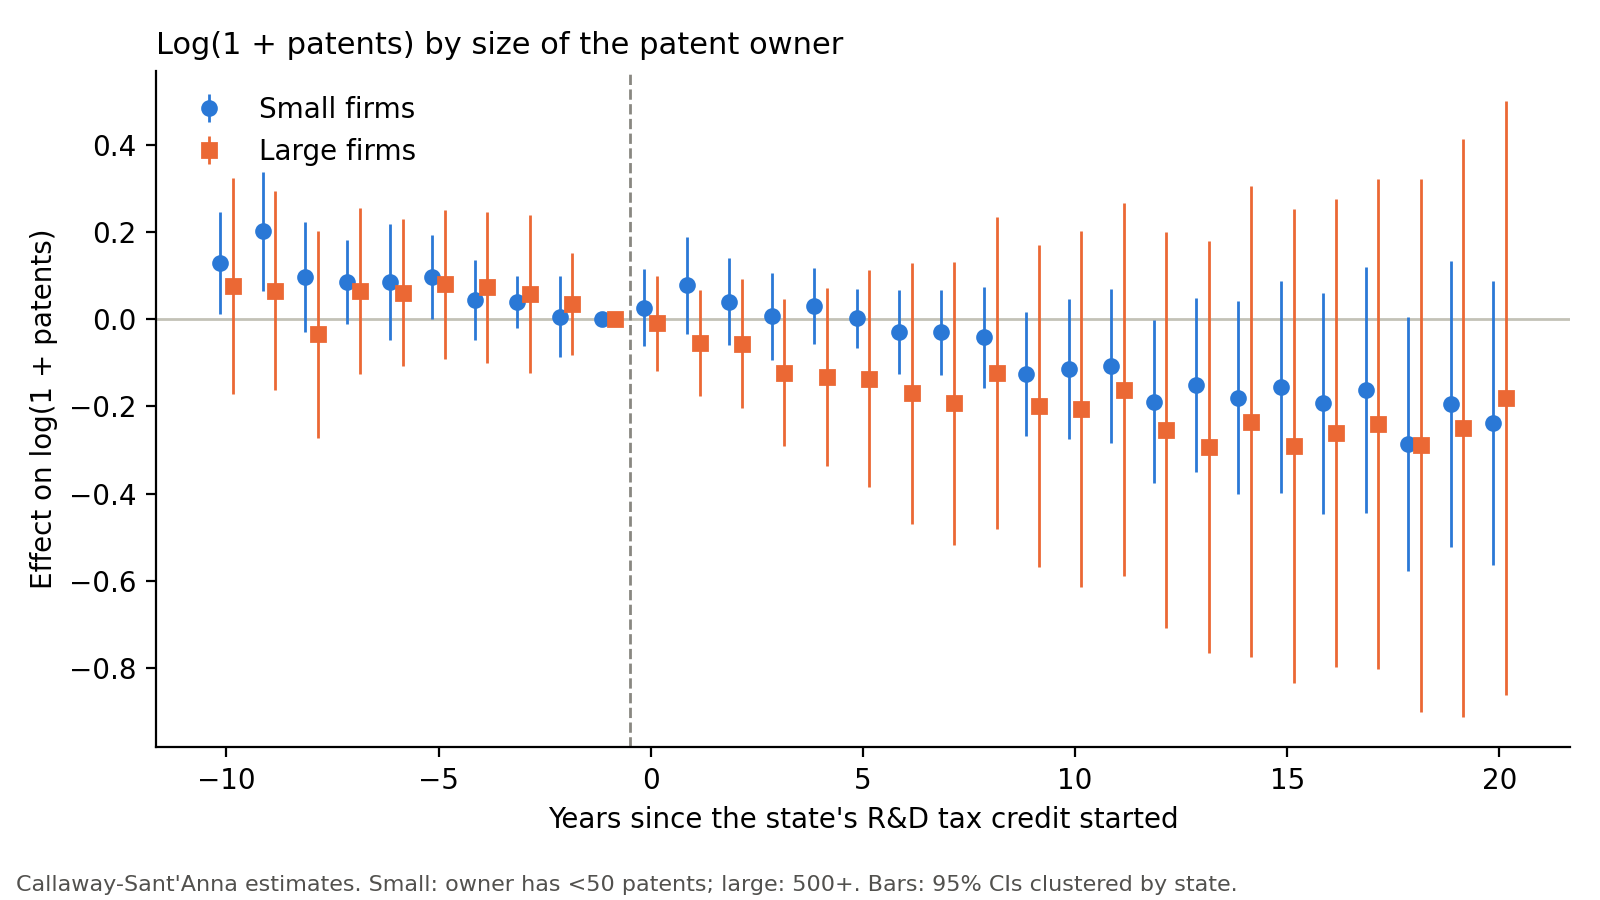 Log(1 + patents) by size of the patent owner
Small firms
Large firms
Effect on log(1 + patents)
0.4
0.2
0.0
−0.2
−0.4
−0.6
−0.8
−10
−5
0
5
10
15
20
Years since the state's R&D tax credit started
Callaway-Sant'Anna estimates. Small: owner has <50 patents; large: 500+. Bars: 95% CIs clustered by state.